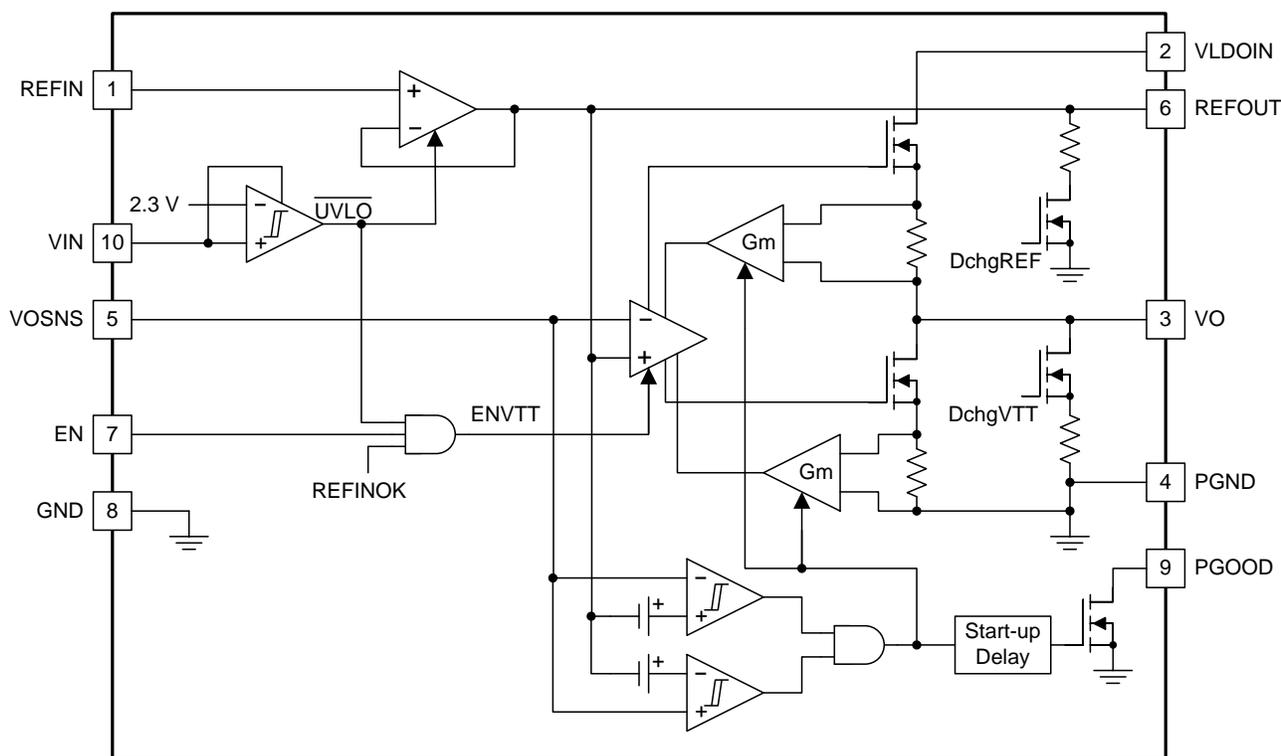 REFIN
1
+
−
2
VLDOIN
6
REFOUT
2.3 V
−
+
UVLO
VIN
10
Gm
DchgREF
VOSNS
5
−
+
3
VO
EN
7
ENVTT
DchgVTT
REFINOK
Gm
4
PGND
GND
8
−
+
+
9
PGOOD
Start-up
Delay
+
−
+